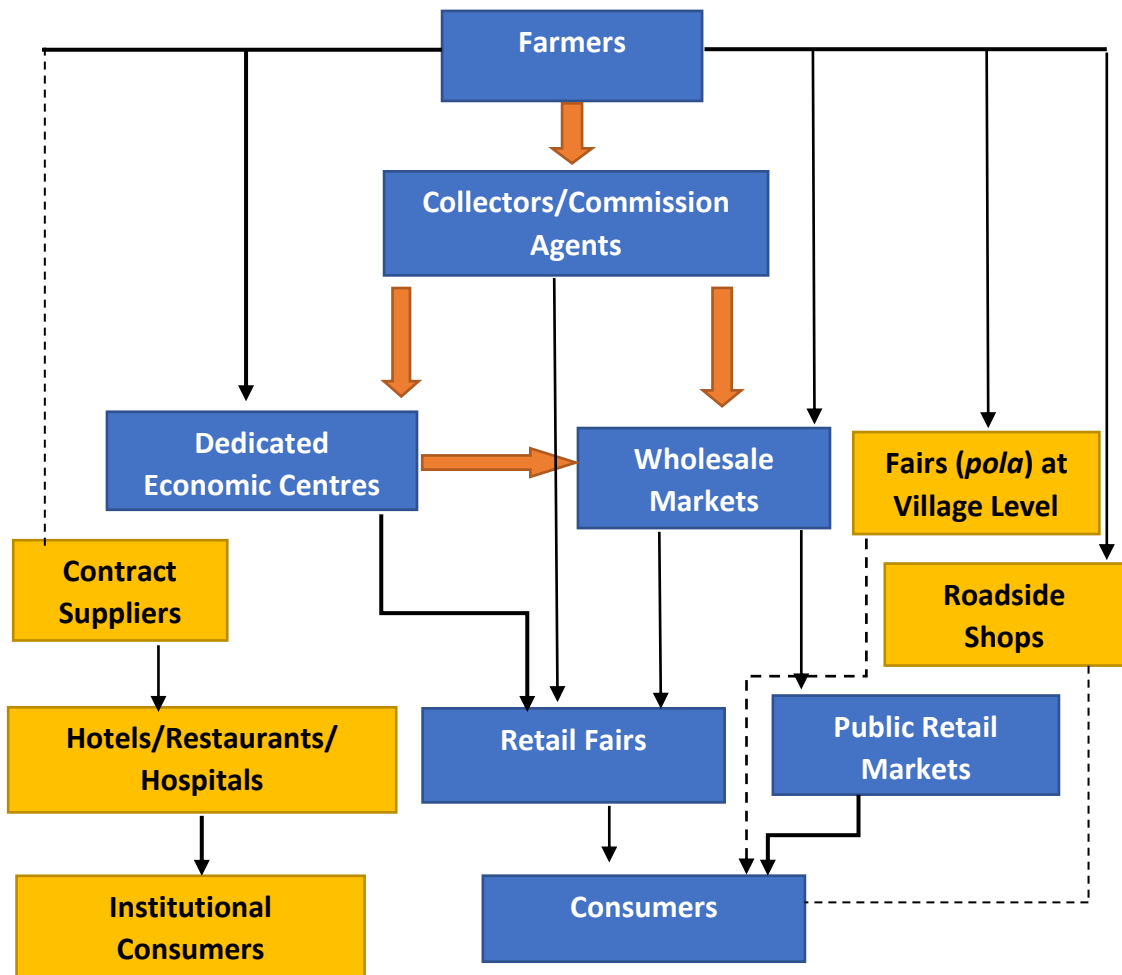 Farmers
Collectors/Commission
Agents
Dedicated
Economic Centres
Wholesale
Markets
Fairs (pola) at
Village Level
Contract
Suppliers
Roadside
Shops
Hotels/Restaurants/
Hospitals
Retail Fairs
Public Retail
Markets
Institutional
Consumers
Consumers